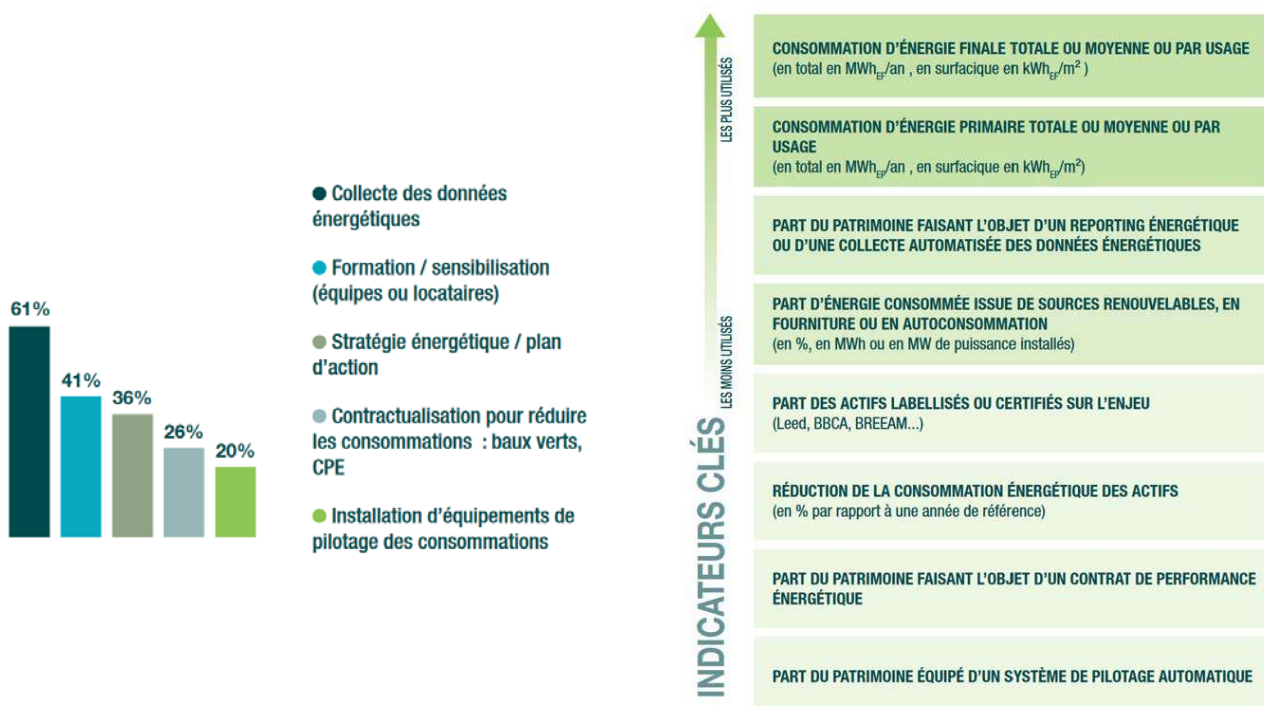 61%
41%
36%
26%
20%
● Collecte des données
énergétiques
● Formation / sensibilisation
(équipes ou locataires)
● Stratégie énergétique / plan
d'action
● Contractualisation pour réduire
les consommations : baux verts,
CPE
● Installation d'équipements de
pilotage des consommations
INDICATEURS CLÉS
LES MOINS UTILISÉS
LES PLUS UTILISÉS
CONSOMMATION D'ÉNERGIE FINALE TOTALE OU MOYENNE OU PAR USAGE
(en total en MWhEF/an , en surfacique en kWhEF/m² )
CONSOMMATION D'ÉNERGIE PRIMAIRE TOTALE OU MOYENNE OU PAR
USAGE
(en total en MWhEP/an , en surfacique en kWhEP/m²)
PART DU PATRIMOINE FAISANT L'OBJET D'UN REPORTING ÉNERGÉTIQUE
OU D'UNE COLLECTE AUTOMATISÉE DES DONNÉES ÉNERGÉTIQUES
PART D'ÉNERGIE CONSOMMÉE ISSUE DE SOURCES RENOUVELABLES, EN
FOURNITURE OU EN AUTOCONSOMMATION
(en %, en MWh ou en MW de puissance installés)
PART DES ACTIFS LABELLISÉS OU CERTIFIÉS SUR L'ENJEU
(Leed, BBCA, BREEAM...)
RÉDUCTION DE LA CONSOMMATION ÉNERGÉTIQUE DES ACTIFS
(en % par rapport à une année de référence)
PART DU PATRIMOINE FAISANT L'OBJET D'UN CONTRAT DE PERFORMANCE
ÉNERGÉTIQUE
PART DU PATRIMOINE ÉQUIPÉ D'UN SYSTÈME DE PILOTAGE AUTOMATIQUE